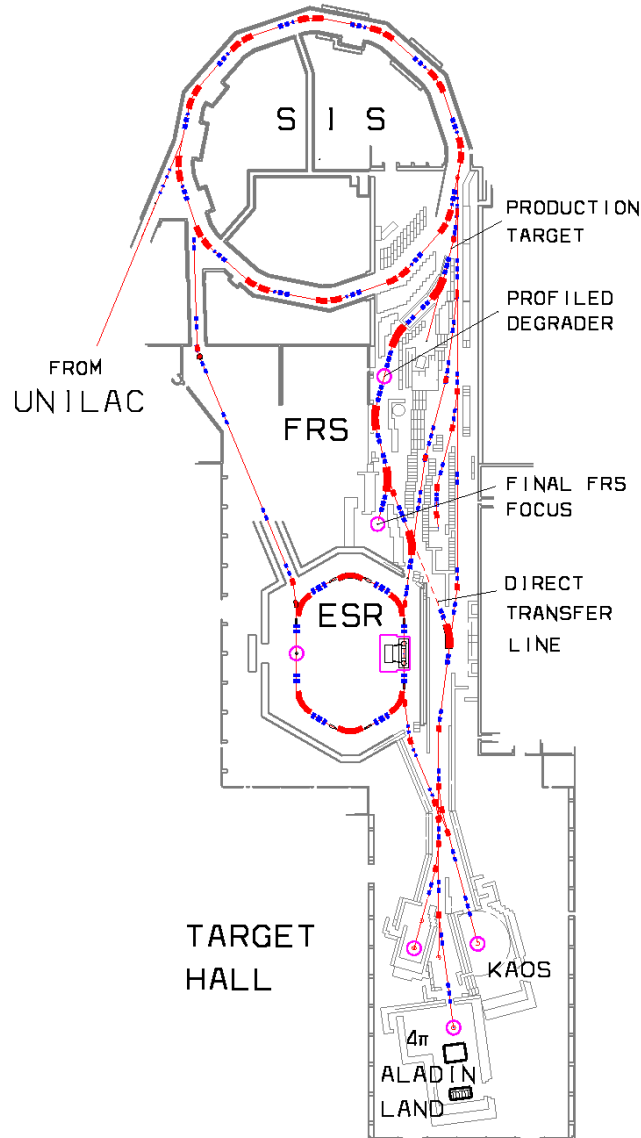 S I S
PRODUCTION
TARGET
PROFILED
DEGRADER
FROM
UNILAC
FRS
FINAL FRS
FOCUS
ESR
DIRECT
TRANSFER
LINE
TARGET
HALL
KAOS
4π
ALADIN
LAND